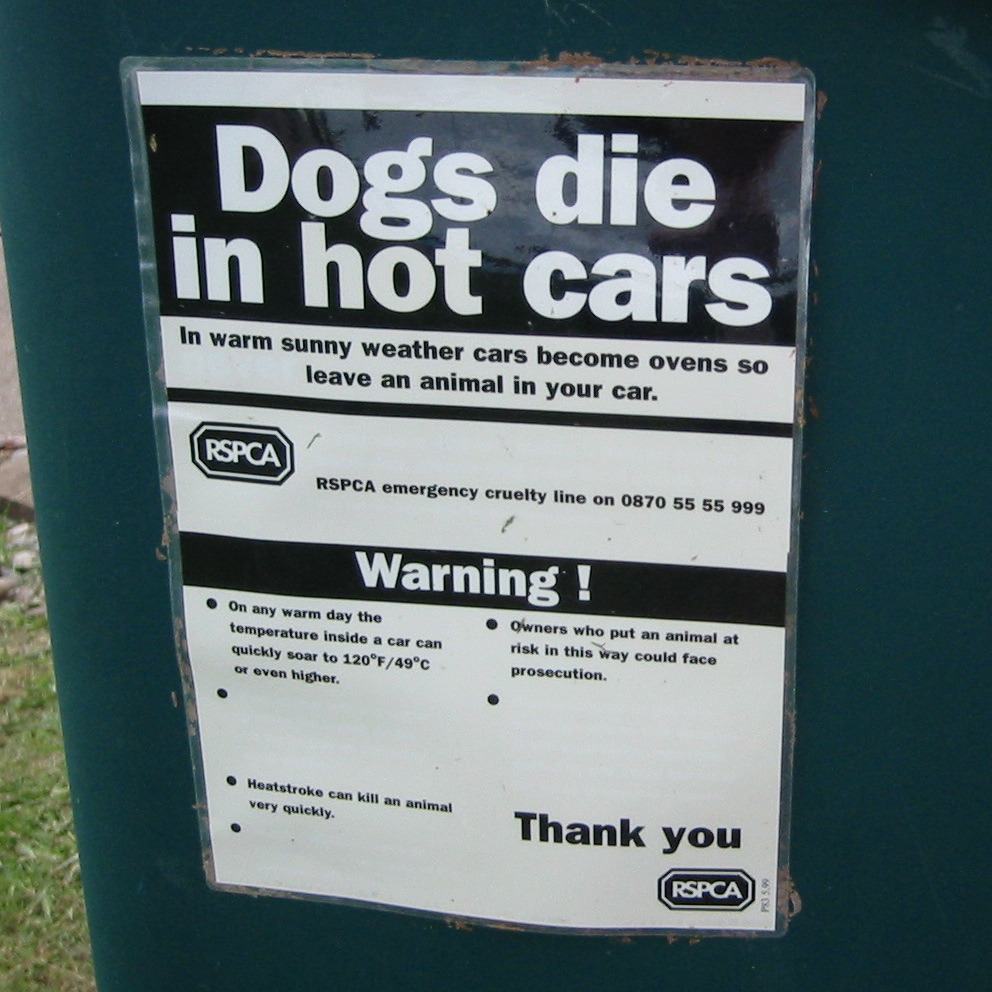 Dogs die
in hot cars
In warm sunny weather cars become ovens so
leave an animal in your car.
RSPCA
RSPCA emergency cruelty line on 0870 55 55 999
Warning !
• On any warm day the
temperature inside a car can
quickly soar to 120°F/49°C
or even higher.
•
• Heatstroke can kill an animal
very quickly.
•
• Owners who put an animal at
risk in this way could face
prosecution.
•
Thank you
RSPCA
P83 5.99